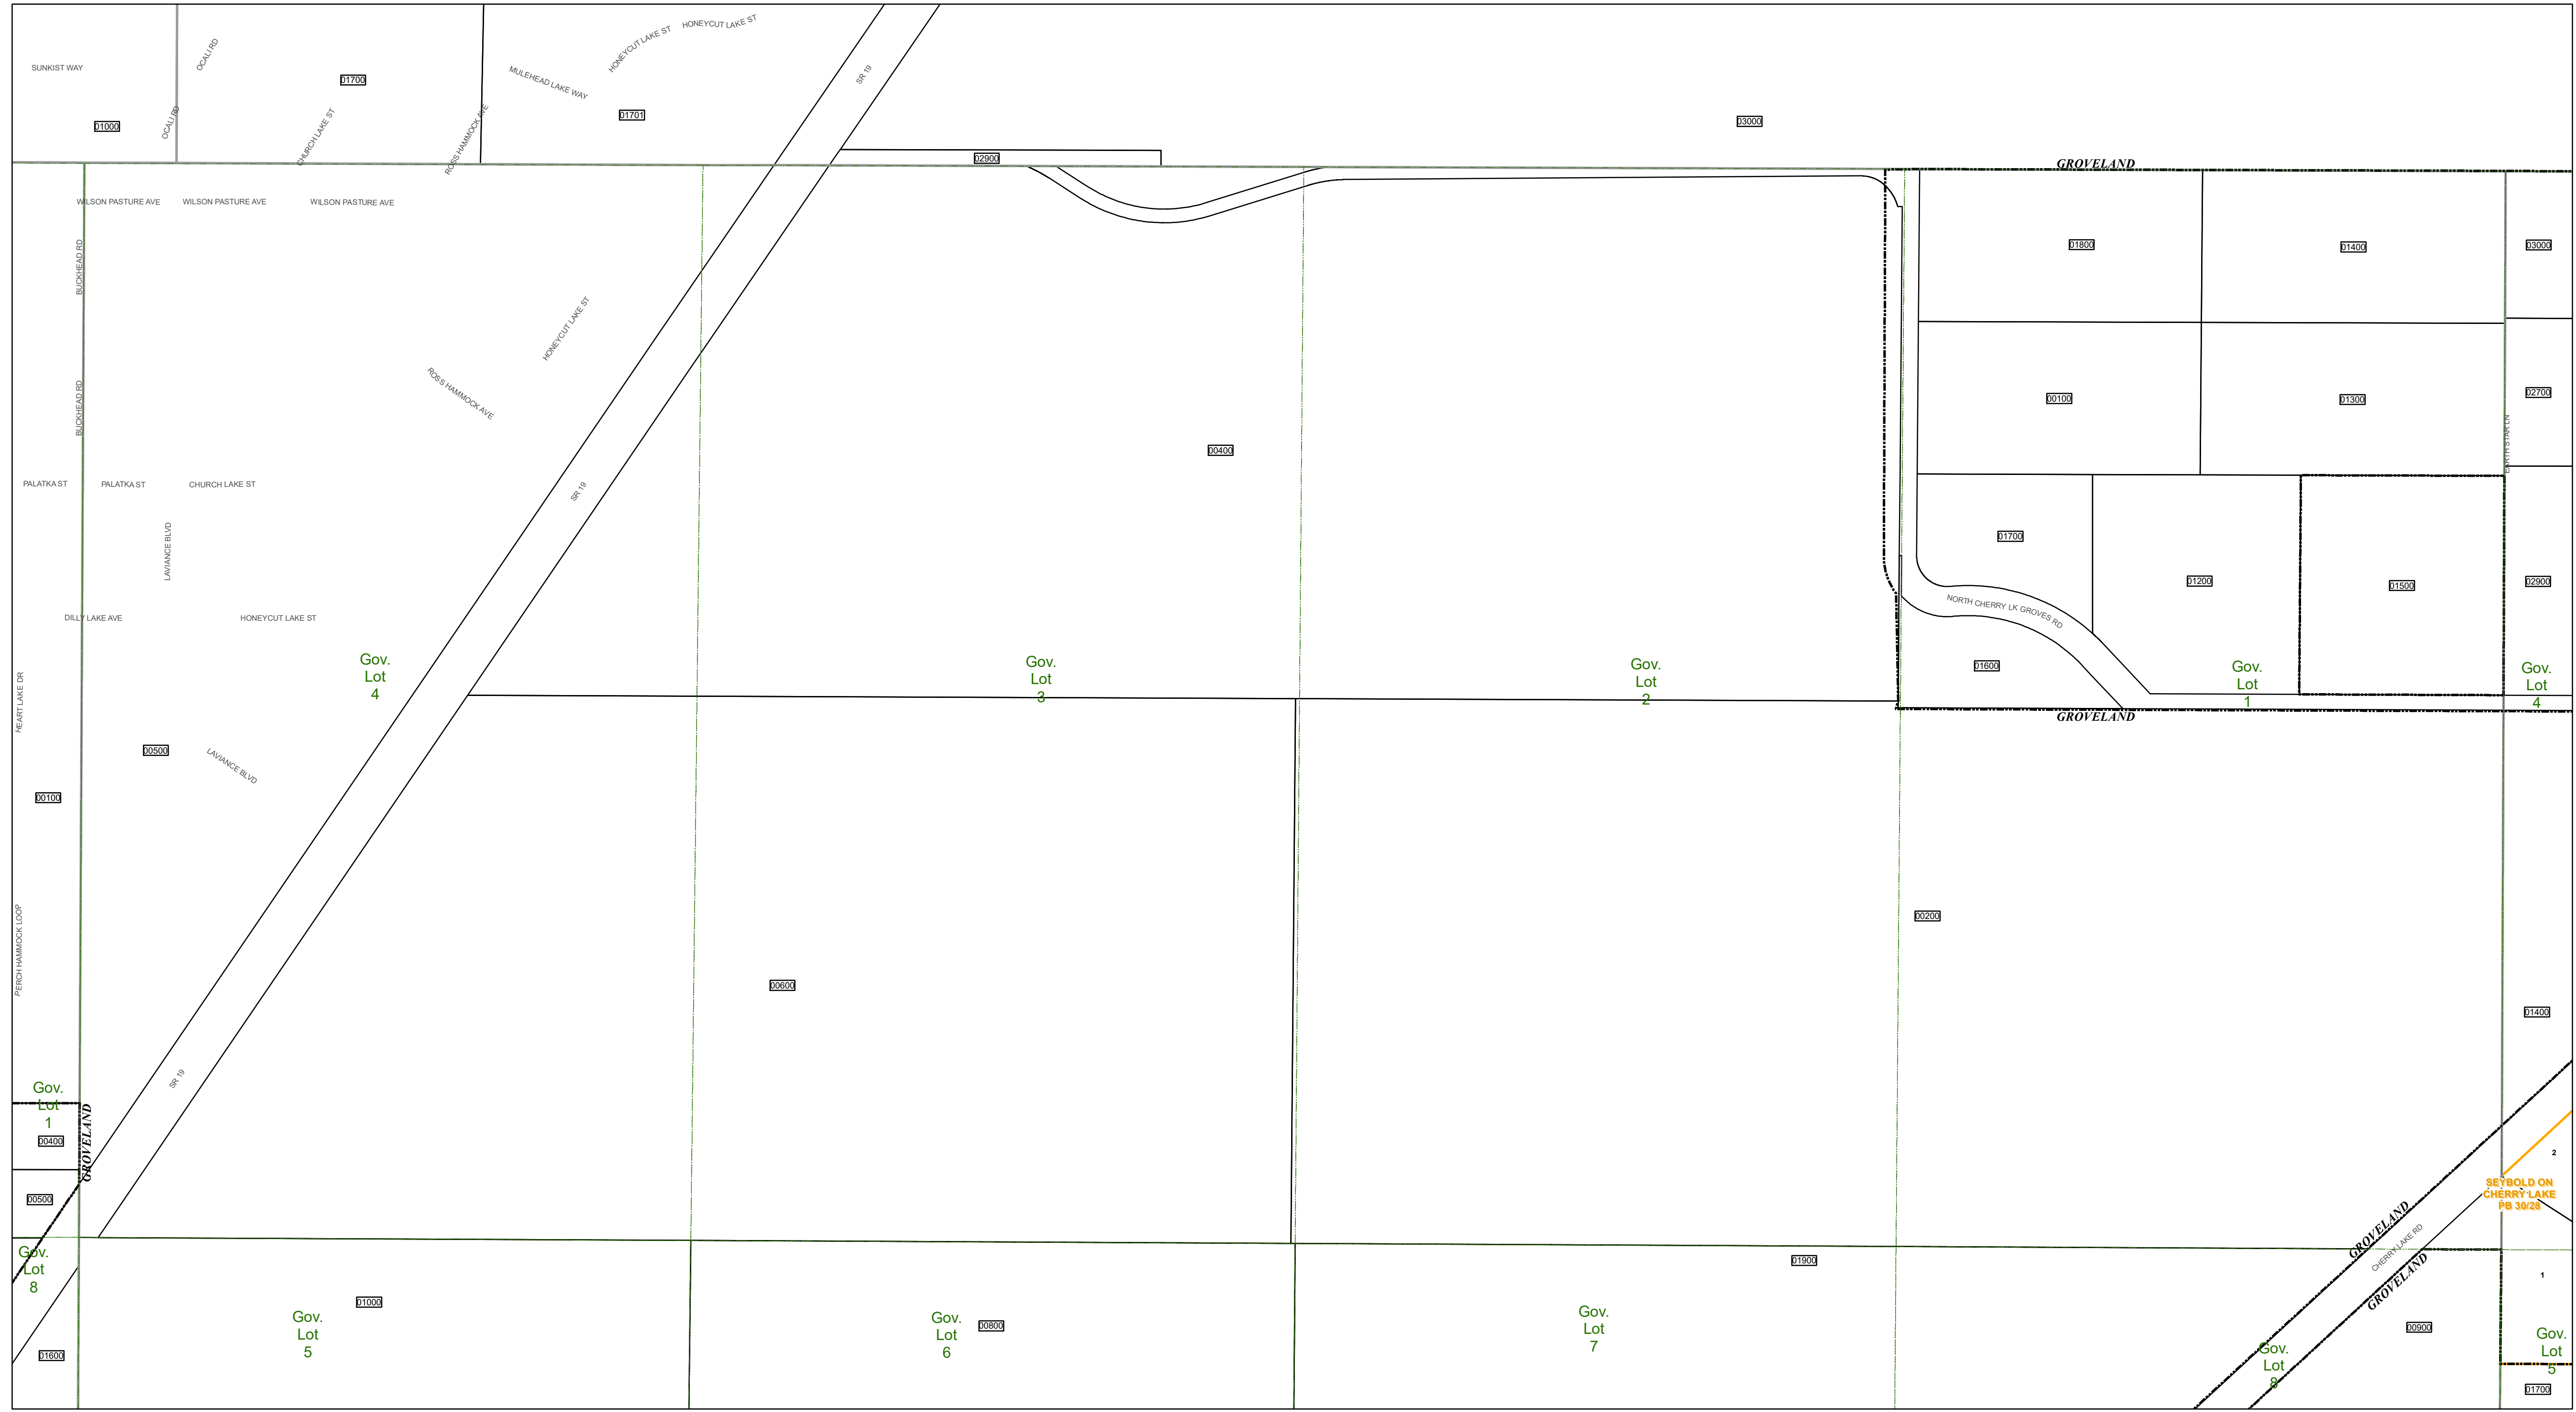 HONEYCUT LAKE ST
HONEYCUT LAKE ST
SUNKIST WAY
OCALI RD
01700
MULEHEAD LAKE WAY
SR 19
01701
03000
01000
OCALI RD
CHURCH LAKE ST
ROSS HAMMOCK AVE
02900
GROVELAND
WILSON PASTURE AVE
WILSON PASTURE AVE
WILSON PASTURE AVE
BUCKHEAD RD
01800
01400
03000
HONEYCUT LAKE ST
ROSS HAMMOCK AVE
BUCKHEAD RD
00100
01300
02700
00400
EARTHSTAR LN
PALATKA ST
PALATKA ST
CHURCH LAKE ST
SR 19
LAVIANCE BLVD
01700
01200
01500
02900
NORTH CHERRY LK GROVES RD
DILLY LAKE AVE
HONEYCUT LAKE ST
01600
Gov.
Lot
4
Gov.
Lot
3
Gov.
Lot
2
Gov.
Lot
1
Gov.
Lot
4
GROVELAND
HEART LAKE DR
00500
LAVIANCE BLVD
00100
00200
PERCH HAMMOCK LOOP
00600
01400
SR 19
Gov.
Lot
1
00400
GROVELAND
00500
2
SEYBOLD ON
CHERRY LAKE
PB 30/28
GROVELAND
CHERRY LAKE RD
GROVELAND
Gov.
Lot
8
01900
1
01000
Gov.
Lot
5
Gov.
Lot
6
00800
Gov.
Lot
7
00900
Gov.
Lot
8
Gov.
Lot
5
01600
01700